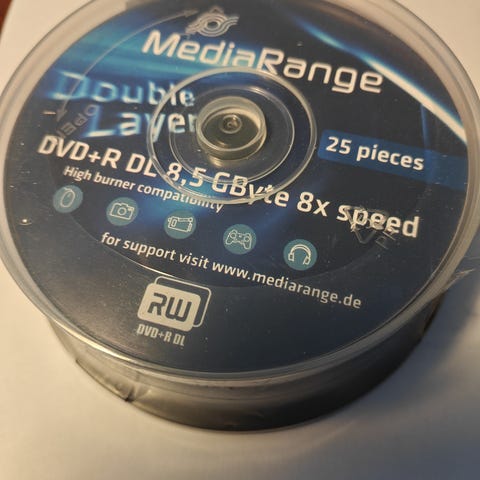 MediaRange
Double
Layer
OPEN
25 pieces
DVD+R DL 8,5 GByte 8x speed
High burner compatibility
for support visit www.mediarange.de
RW
DVD+R DL